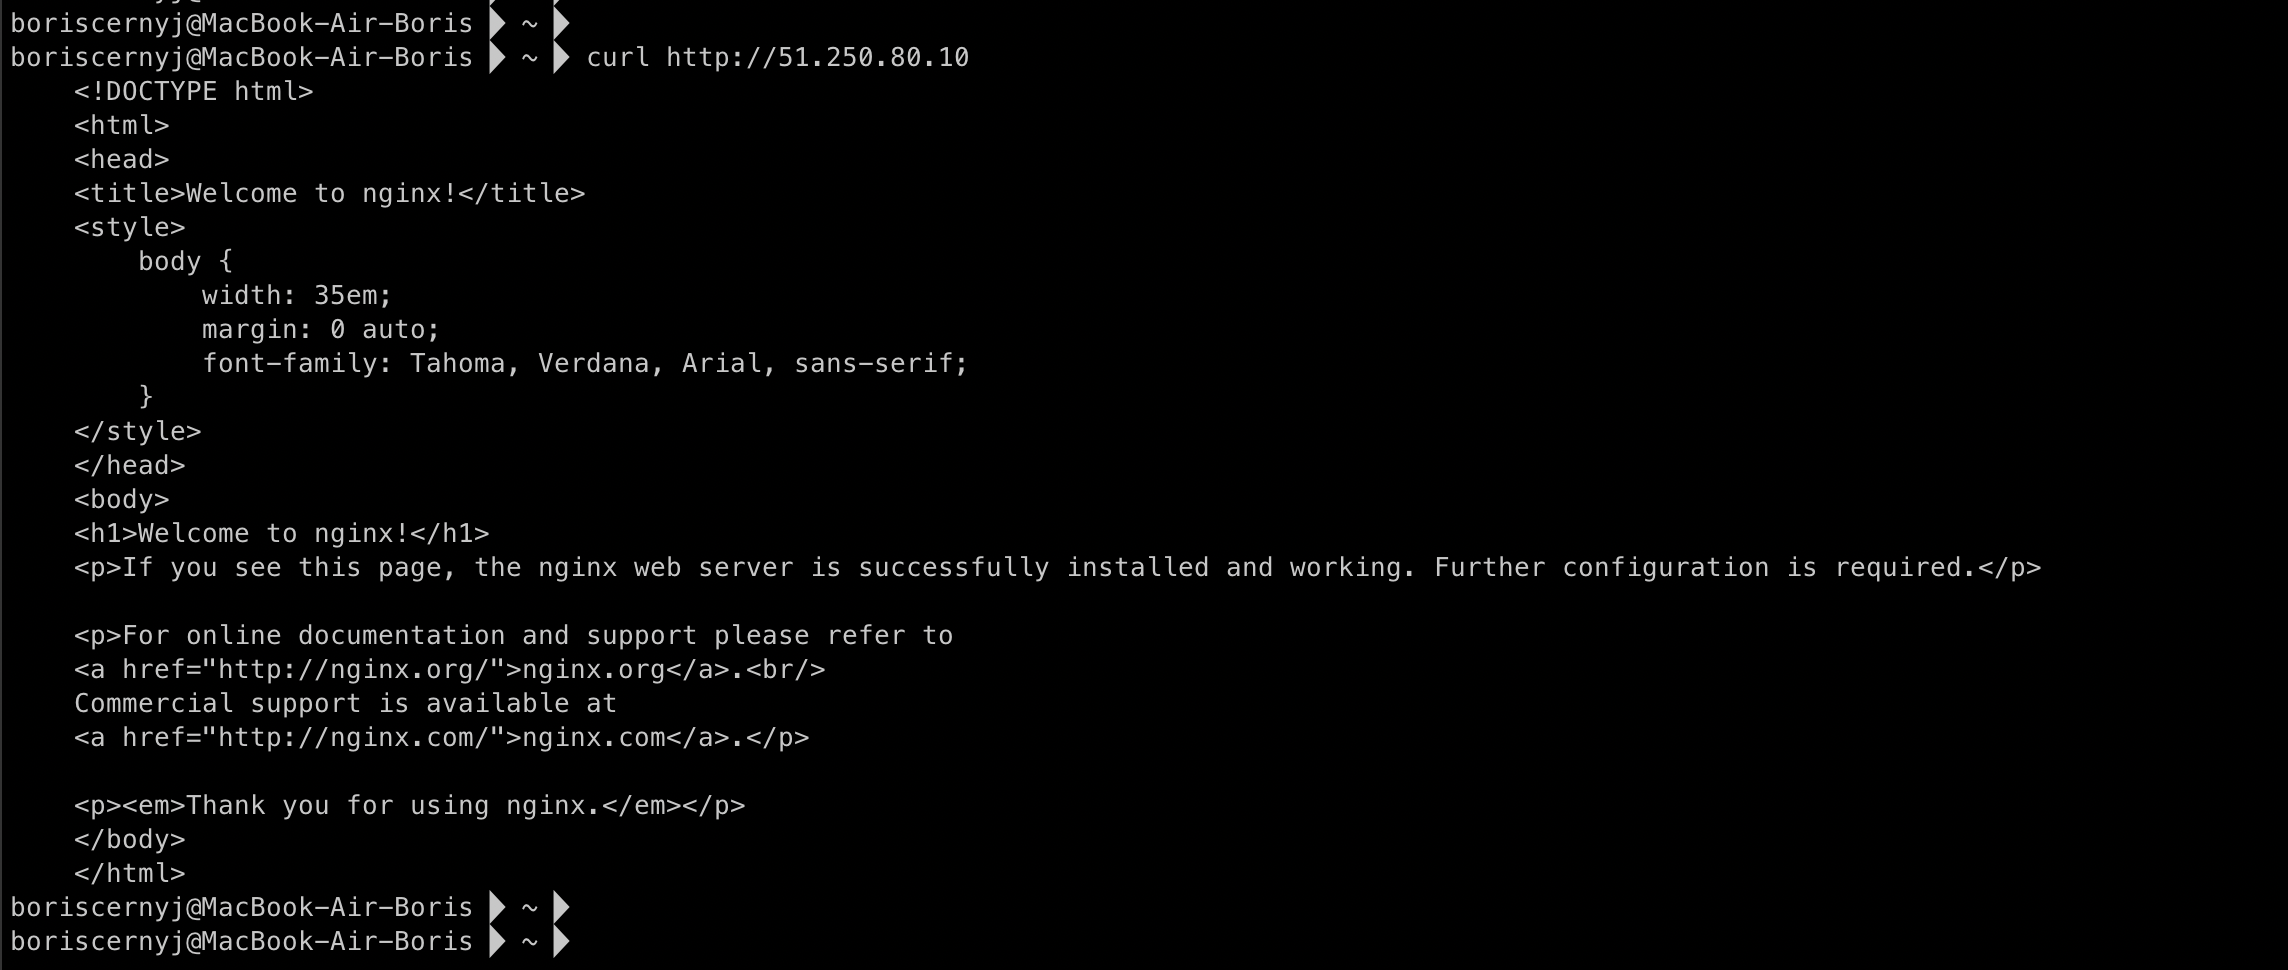 boriscernyj@MacBook-Air-Boris ~
boriscernyj@MacBook-Air-Boris ~ curl http://51.250.80.10
<!DOCTYPE html>
<html>
<head>
<title>Welcome to nginx!</title>
<style>
body {
width: 35em;
margin: 0 auto;
font-family: Tahoma, Verdana, Arial, sans-serif;
}
</style>
</head>
<body>
<h1>Welcome to nginx!</h1>
<p>If you see this page, the nginx web server is successfully installed and working. Further configuration is required.</p>
<p>For online documentation and support please refer to
<a href="http://nginx.org/">nginx.org</a>.<br/>
Commercial support is available at
<a href="http://nginx.com/">nginx.com</a>.</p>
<p><em>Thank you for using nginx.</em></p>
</body>
</html>
boriscernyj@MacBook-Air-Boris ~
boriscernyj@MacBook-Air-Boris ~